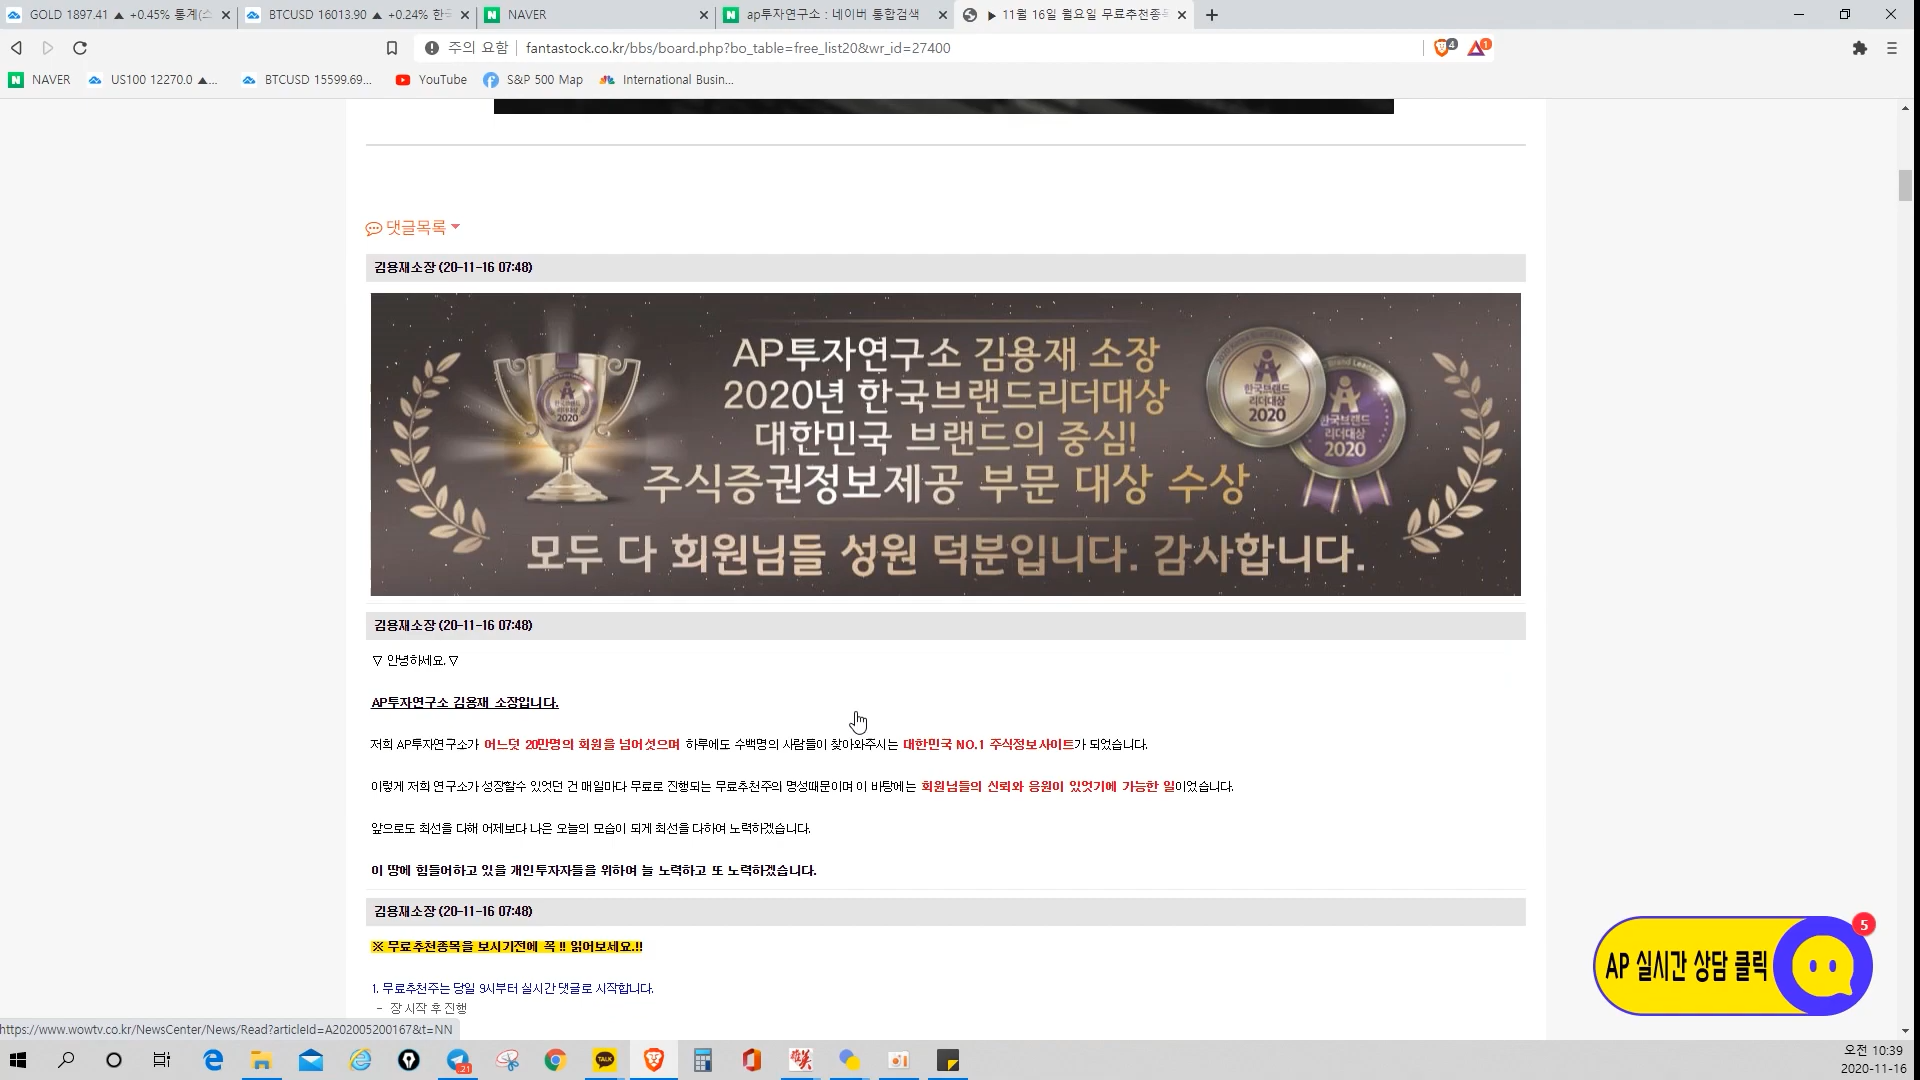 GOLD 1897.41 ▲ +0.45% 통계(스
BTCUSD 16013.90 ▲ +0.24% 한국
NAVER
ap투자연구소 : 네이버 통합검색
▶ 11월 16일 월요일 무료추천종목
주의 요함
fantastock.co.kr/bbs/board.php?bo_table=free_list20&wr_id=27400
4
1
NAVER
US100 12270.0 ▲...
BTCUSD 15599.69...
YouTube
S&P 500 Map
International Busin...
댓글목록
김용재소장 (20-11-16 07:48)
AP투자연구소 김용재 소장
2020년 한국브랜드리더대상
대한민국 브랜드의 중심!
주식증권정보제공 부문 대상 수상
모두 다 회원님들 성원 덕분입니다. 감사합니다.
한국브랜드
리더대상
2020
한국브랜드
리더대상
2020
한국브랜드
리더대상
2020
김용재소장 (20-11-16 07:48)
▽ 안녕하세요. ▽
AP투자연구소 김용재 소장입니다.
저희 AP투자연구소가 어느덧 20만명의 회원을 넘어섯으며 하루에도 수백명의 사람들이 찾아와주시는 대한민국 NO.1 주식정보사이트가 되었습니다.
이렇게 저희 연구소가 성장할수 있엇던 건 매일마다 무료로 진행되는 무료추천주의 명성때문이며 이 바탕에는 회원님들의 신뢰와 응원이 있엇기에 가능한 일이었습니다.
앞으로도 최선을 다해 어제보다 나은 오늘의 모습이 되게 최선을 다하여 노력하겠습니다.
이 땅에 힘들어하고 있을 개인투자자들을 위하여 늘 노력하고 또 노력하겠습니다.
김용재소장 (20-11-16 07:48)
※ 무료추천종목을 보시기전에 꼭 !! 읽어보세요.!!
1. 무료추천주는 당일 9시부터 실시간 댓글로 시작합니다.
- 장 시작 후 진행
AP 실시간 상담 클릭
5
https://www.wowtv.co.kr/NewsCenter/News/Read?articleId=A202005200167&t=NN
21
TALK
오전 10:39
2020-11-16